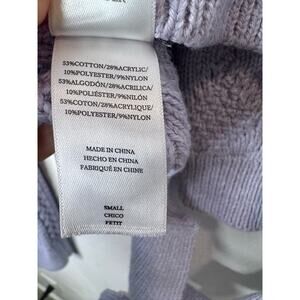 53%COTTON/28%ACRYLIC/
10%POLYESTER/9%NYLON
53%ALGODÓN/28%ACRILICA/
10%POLIÉSTER/9%NILÓN
53%COTON/28%ACRYLIQUE/
10%POLYESTER/9%NYLON
MADE IN CHINA
HECHO EN CHINA
FABRIQUÉ EN CHINE
SMALL
CHICO
PETIT